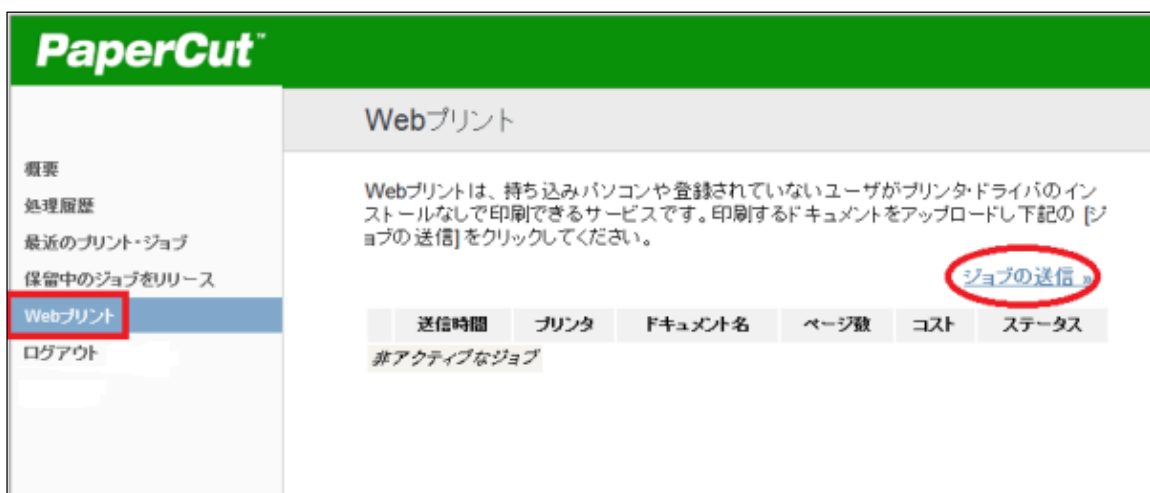 PaperCut™
Webプリント
概要
処理履歴
最近のプリント・ジョブ
保留中のジョブをリリース
Webプリント
ログアウト
Webプリントは、持ち込みパソコンや登録されていないユーザがプリンタ・ドライバのイン
ストールなしで印刷できるサービスです。印刷するドキュメントをアップロードし下記の [ジ
ョブの送信] をクリックしてください。
ジョブの送信 »
送信時間 プリンタ ドキュメント名 ページ数 コスト ステータス
非アクティブなジョブ